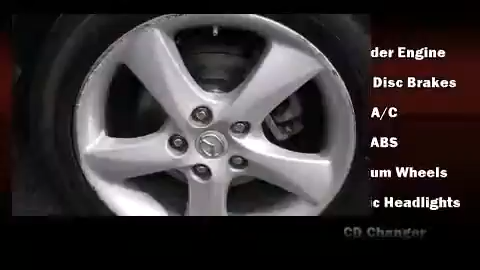 der Engine
Disc Brakes
A/C
ABS
um Wheels
c Headlights
CD Changer